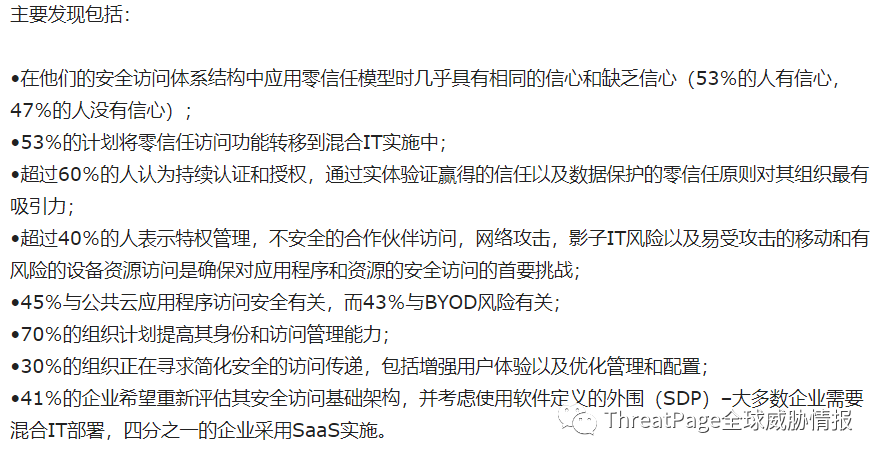 主要发现包括：
•在他们的安全访问体系结构中应用零信任模型时几乎具有相同的信心和缺乏信心（53%的人有信心，
47%的人没有信心）；
•53%的计划将零信任访问功能转移到混合IT实施中；
•超过60%的人认为持续认证和授权，通过实体验证赢得的信任以及数据保护的零信任原则对其组织最有
吸引力；
•超过40%的人表示特权管理，不安全的合作伙伴访问，网络攻击，影子IT风险以及易受攻击的移动和有
风险的设备资源访问是确保对应用程序和资源的安全访问的首要挑战；
•45%与公共云应用程序访问安全有关，而43%与BYOD风险有关；
•70%的组织计划提高其身份和访问管理能力；
•30%的组织正在寻求简化安全的访问传递，包括增强用户体验以及优化管理和配置；
•41%的企业希望重新评估其安全访问基础架构，并考虑使用软件定义的外围（SDP）–大多数企业需要
混合IT部署，四分之一的企业采用SaaS实施。
ThreatPage全球威胁情报